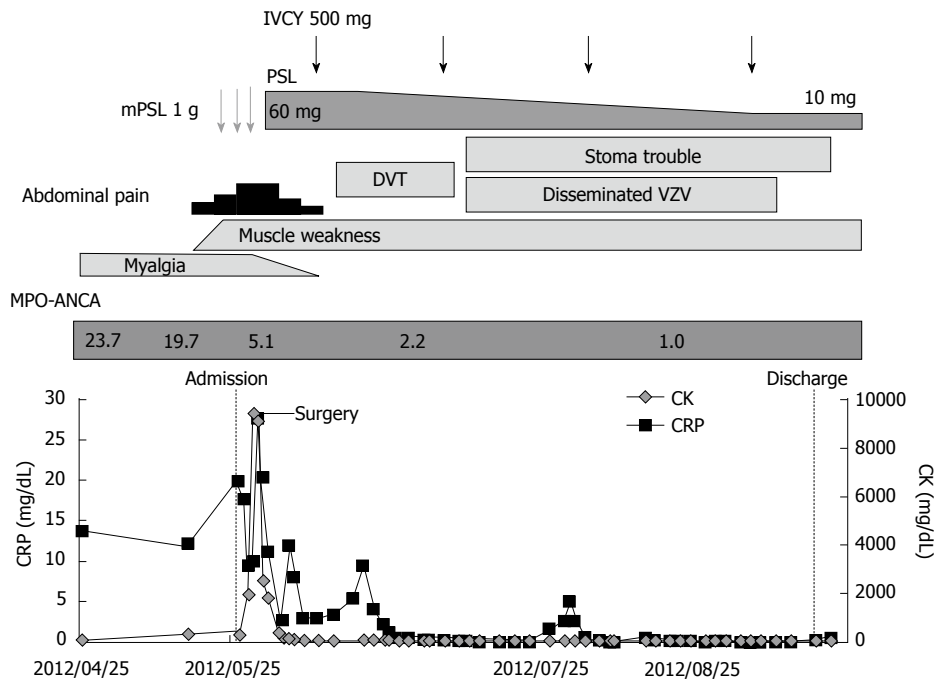 IVCY 500 mg
PSL
mPSL 1 g
60 mg
10 mg
Stoma trouble
DVT
Disseminated VZV
Abdominal pain
Muscle weakness
Myalgia
MPO-ANCA
23.7 19.7 5.1 2.2 1.0
Admission
Discharge
30
25
20
15
10
5
0
CRP (mg/dL)
Surgery
CK
CRP
10000
8000
6000
4000
2000
0
CK (mg/dL)
2012/04/25 2012/05/25 2012/07/25 2012/08/25